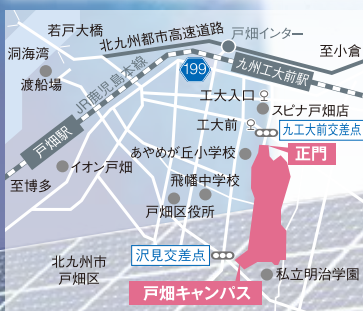 若戸大橋
北九州都市高速道路
戸畑インター
至小倉
洞海湾
渡船場
JR鹿児島本線
199
九州工大前駅
工大入口
スピナ戸畑店
工大前
九工大前交差点
戸畑駅
あやめが丘小学校
正門
イオン戸畑
至博多
飛幡中学校
戸畑区役所
沢見交差点
北九州市
戸畑区
私立明治学園
戸畑キャンパス